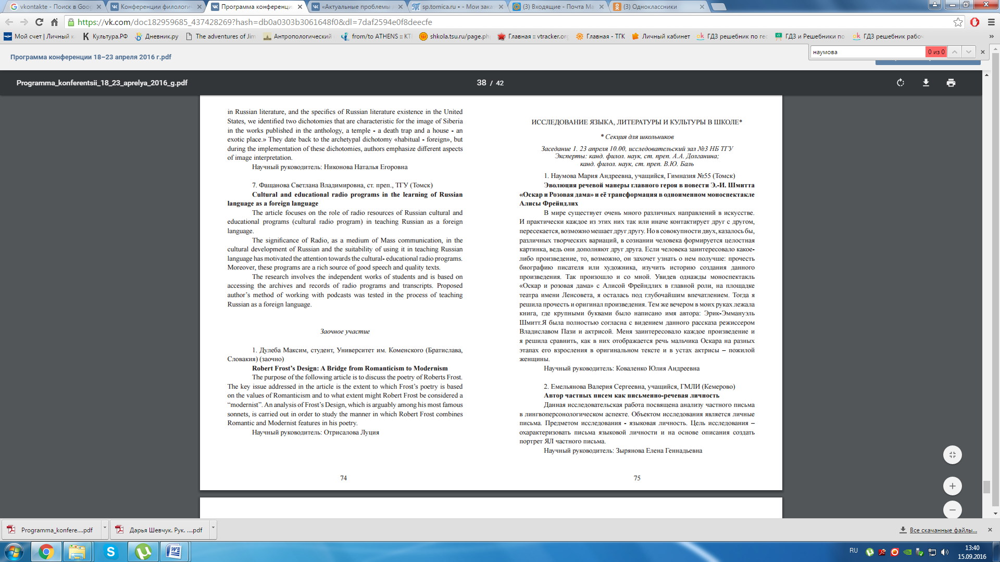 vkontakte - Поиск в Goog
Конференции филологич
Программа конференци
«Актуальные проблемы
sp.tomica.ru • - Мои зака
(3) Входящие - Почта Ma
(3) Одноклассники
https://vk.com/doc182959685_437428269?hash=db0a0303b3061648f0&dl=7daf2594e0f8deecfe
Мой счет | Личный к
Культура.РФ
Дневник.ру
The adventures of Jim
Антропологический
from/to ATHENS :: KT
shkola.tsu.ru/page.ph
Главная :: vtracker.org
Главная - ТГК
Личный кабинет
ГДЗ решебник по гео
ГДЗ и Решебники по
ГДЗ решебник рабоч
»
Программа конференции 18–23 апреля 2016 г.pdf
наумова
0 из 0
Programma_konferentsii_18_23_aprelya_2016_g.pdf
38 / 42
in Russian literature, and the specifics of Russian literature existence in the United
States, we identified two dichotomies that are characteristic for the image of Siberia
in the works published in the anthology, a temple - a death trap and a house - an
exotic place.» They date back to the archetypal dichotomy «habitual - foreign», but
during the implementation of these dichotomies, authors emphasize different aspects
of image interpretation.
Научный руководитель: Никонова Наталья Егоровна
7. Фащанова Светлана Владимировна, ст. преп., ТГУ (Томск)
Cultural and educational radio programs in the learning of Russian
language as a foreign language
The article focuses on the role of radio resources of Russian cultural and
educational programs (cultural radio program) in teaching Russian as a foreign
language.
The significance of Radio, as a medium of Mass communication, in the
cultural development of Russian and the suitability of using it in teaching Russian
language has motivated the attention towards the cultural- educational radio programs.
Moreover, these programs are a rich source of good speech and quality texts.
The research involves the independent works of students and is based on
accessing the archives and records of radio programs and transcripts. Proposed
author’s method of working with podcasts was tested in the process of teaching
Russian as a foreign language.
Заочное участие
1. Дулеба Максим, студент, Университет им. Коменского (Братислава,
Словакия) (заочно)
Robert Frost’s Design: A Bridge from Romanticism to Modernism
The purpose of the following article is to discuss the poetry of Roberts Frost.
The key issue addressed in the article is the extent to which Frost’s poetry is based
on the values of Romanticism and to what extent might Robert Frost be considered a
“modernist”. An analysis of Frost’s Design, which is arguably among his most famous
sonnets, is carried out in order to study the manner in which Robert Frost combines
Romantic and Modernist features in his poetry.
Научный руководитель: Отрисалова Луция
74
ИССЛЕДОВАНИЕ ЯЗЫКА, ЛИТЕРАТУРЫ И КУЛЬТУРЫ В ШКОЛЕ*
* Секция для школьников
Заседание 1. 23 апреля 10.00, исследовательский зал №3 НБ ТГУ
Эксперты: канд. филол. наук, ст. преп. А.А. Долганина;
канд. филол. наук, ст. преп. В.Ю. Баль
1. Наумова Мария Андреевна, учащийся, Гимназия №55 (Томск)
Эволюция речевой манеры главного героя в повести Э.-И. Шмитта
«Оскар и Розовая дама» и её трансформация в одноименном моноспектакле
Алисы Фрейндлих
В мире существует очень много различных направлений в искусстве.
И практически каждое из этих них так или иначе контактирует друг с другом,
пересекается, возможно мешает друг другу. Но в совокупности двух, казалось бы,
различных творческих вариаций, в сознании человека формируется целостная
картинка, ведь они дополняют друг друга. Если человека заинтересовало какое-
либо произведение, то, возможно, он захочет узнать о нем получше: прочесть
биографию писателя или художника, изучить историю создания данного
произведения. Так произошло и со мной. Увидев однажды моноспектакль
«Оскар и розовая дама» с Алисой Фрейндлих в главной роли, на площадке
театра имени Ленсовета, я осталась под глубочайшим впечатлением. Тогда я
решила прочесть и оригинал произведения. Тем же вечером в моих руках лежала
книга, где крупными буквами было написано имя автора: Эрик-Эммануэль
Шмитт.Я была полностью согласна с видением данного рассказа режиссером
Владиславом Пази и актрисой. Меня заинтересовало каждое произведение и
я решила сравнить, как в них отображается речь мальчика Оскара на разных
этапах его взросления в оригинальном тексте и в устах актрисы – пожилой
женщины.
Научный руководитель: Коваленко Юлия Андреевна
2. Емельянова Валерия Сергеевна, учащийся, ГМЛИ (Кемерово)
Автор частных писем как письменно-речевая личность
Данная исследовательская работа посвящена анализу частного письма
в лингвоперсонологическом аспекте. Объектом исследования является личные
письма. Предметом исследования - языковая личность. Цель исследования –
охарактеризовать письма языковой личности и на основе описания создать
портрет ЯЛ частного письма.
Научный руководитель: Зырянова Елена Геннадьевна
75
Programma_konfere....pdf
Дарья Шевчук. Рук. ....pdf
Все скачанные файлы...
RU
13:40
15.09.2016